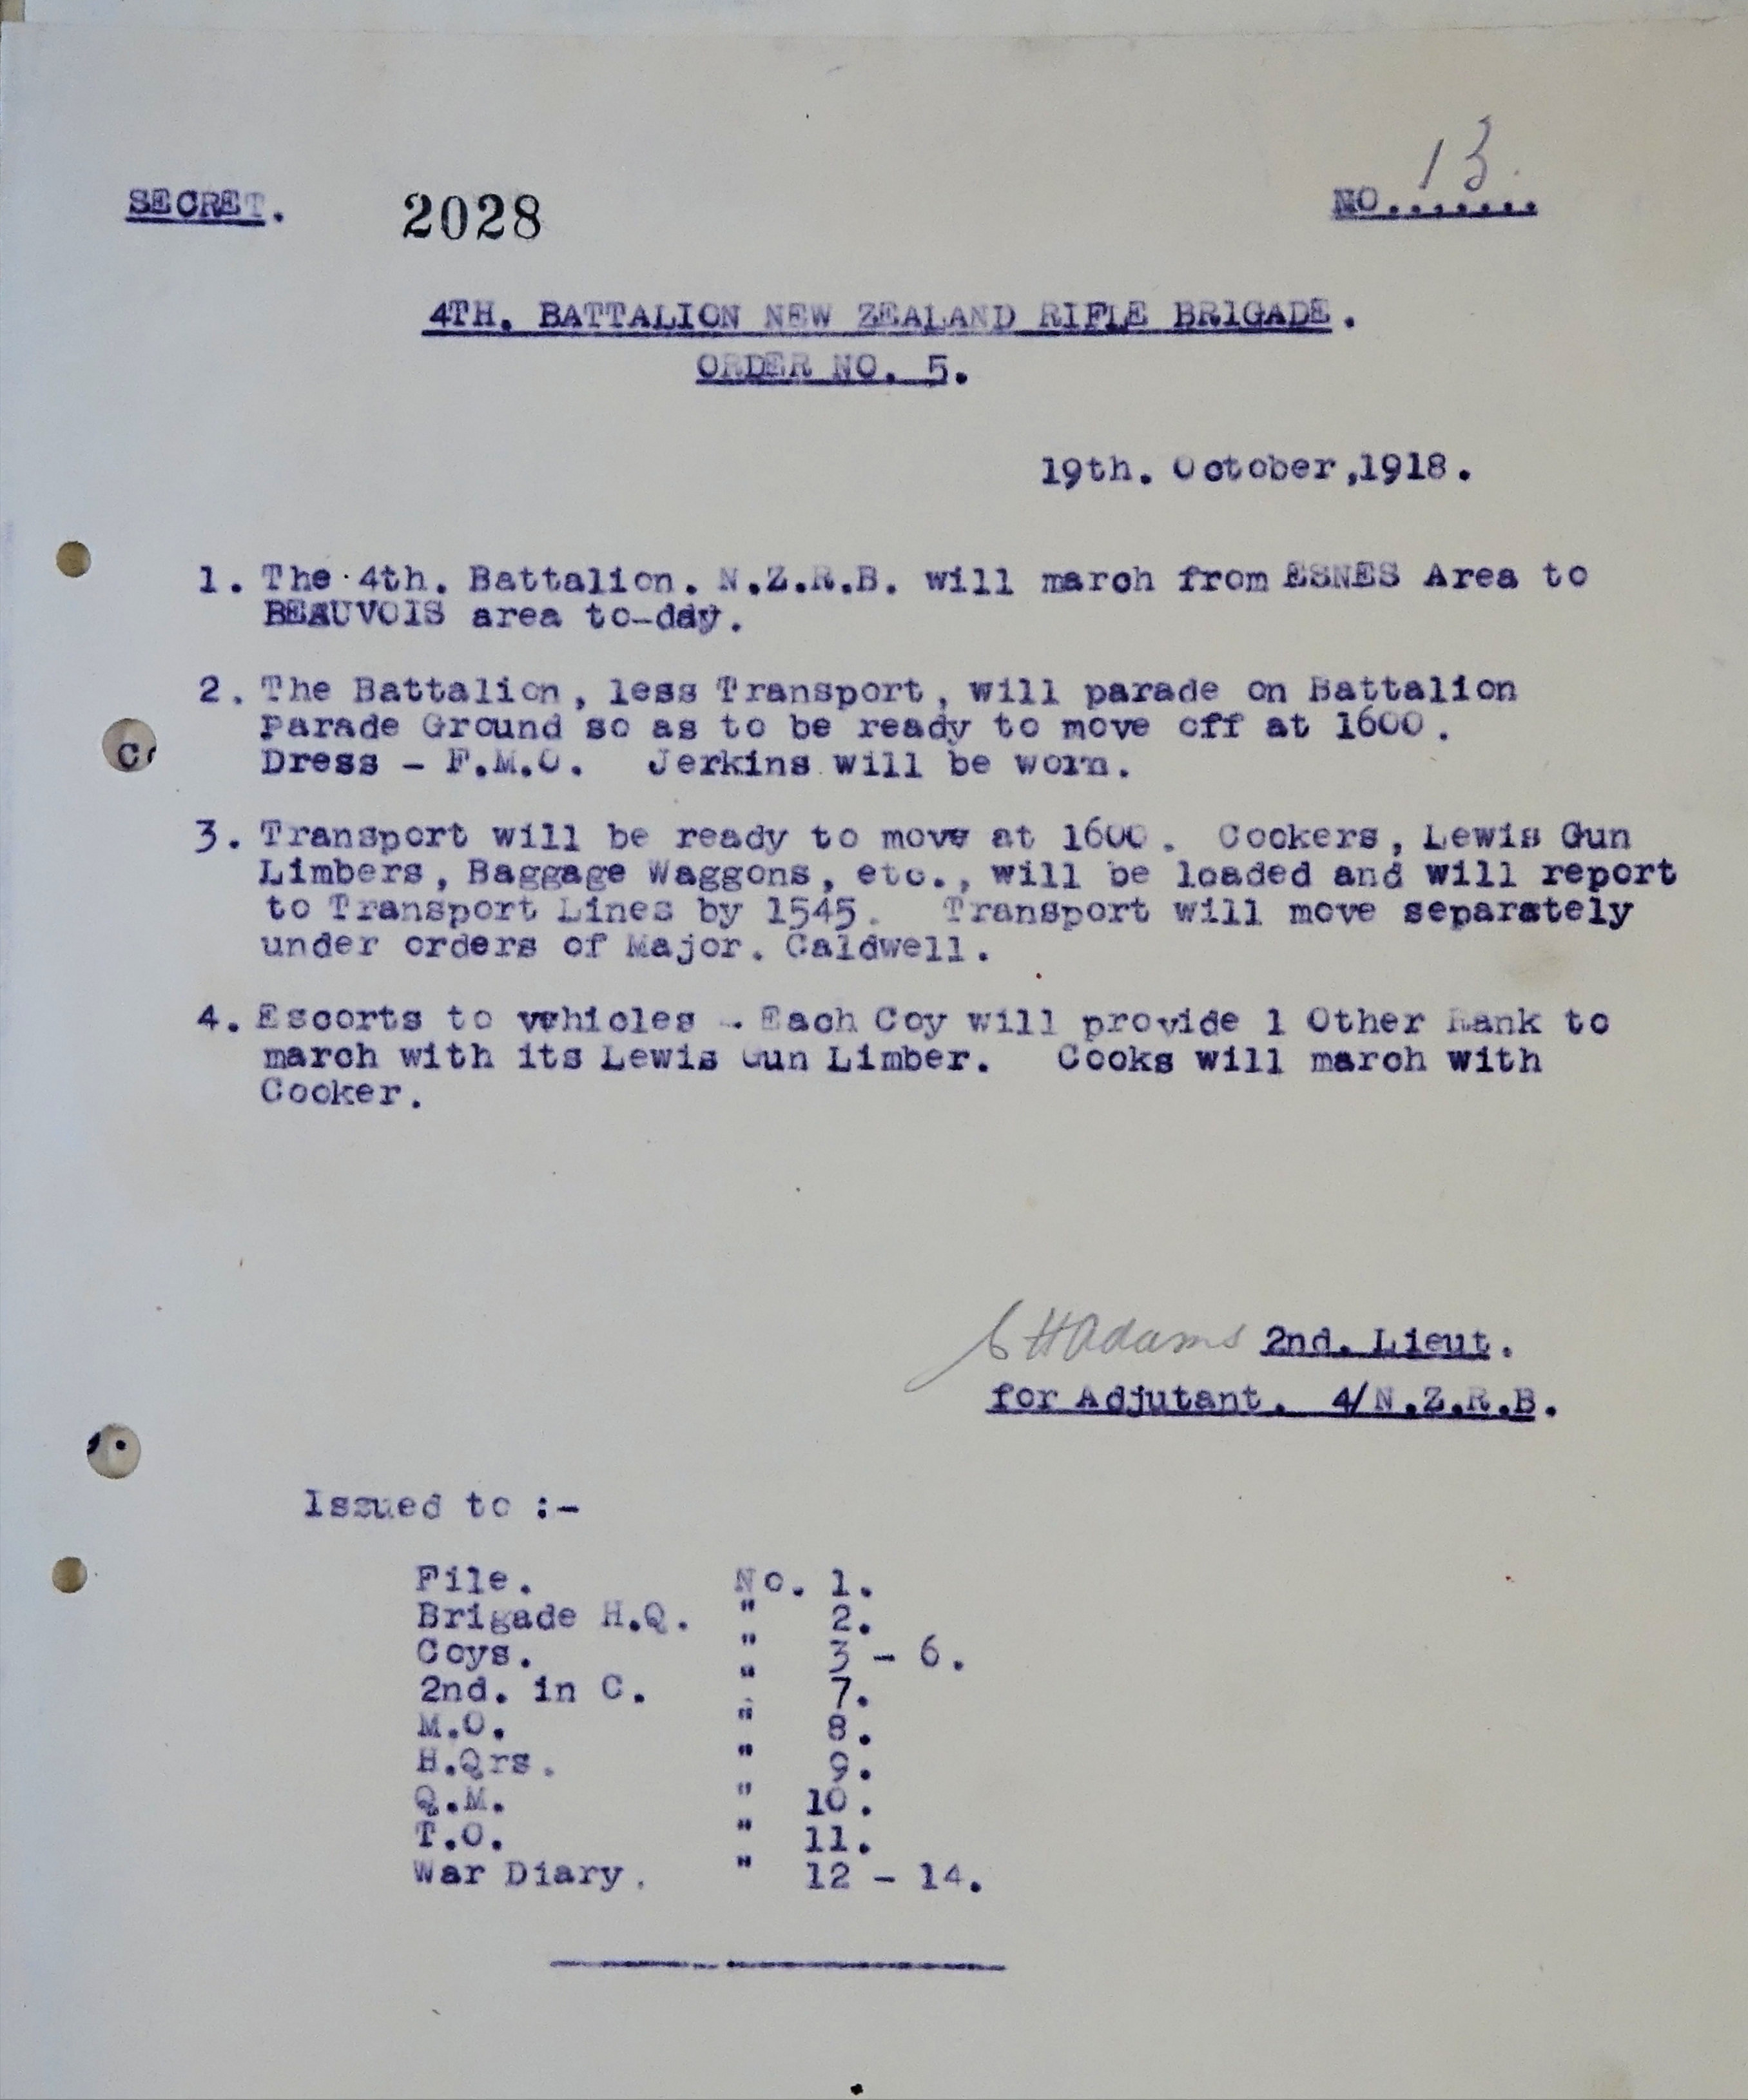 SECRET. 2028 NO....... 13.
4TH. BATTALION NEW ZEALAND RIFLE BRIGADE.
ORDER NO. 5.
19th. October,1918.
1. The 4th. Battalion. N.Z.R.B. will march from ESNES Area to
BEAUVOIS area to-day.
2. The Battalion, less Transport, will parade on Battalion
Parade Ground so as to be ready to move off at 1600.
Dress - F.M.O. Jerkins will be worn.
3. Transport will be ready to move at 1600. Cookers, Lewis Gun
Limbers, Baggage Waggons, etc., will be loaded and will report
to Transport Lines by 1545. Transport will move separately
under orders of Major. Caldwell.
4. Escorts to vehicles - Each Coy will provide 1 Other Rank to
march with its Lewis Gun Limber. Cooks will march with
Cooker.
HAdams 2nd. Lieut.
for Adjutant. 4/N.Z.R.B.
Issued to :-
File. No. 1.
Brigade H.Q. " 2.
Coys. " 3 - 6.
2nd. in C. " 7.
M.O. " 8.
H.Qrs. " 9.
Q.M. " 10.
T.O. " 11.
War Diary. " 12 - 14.